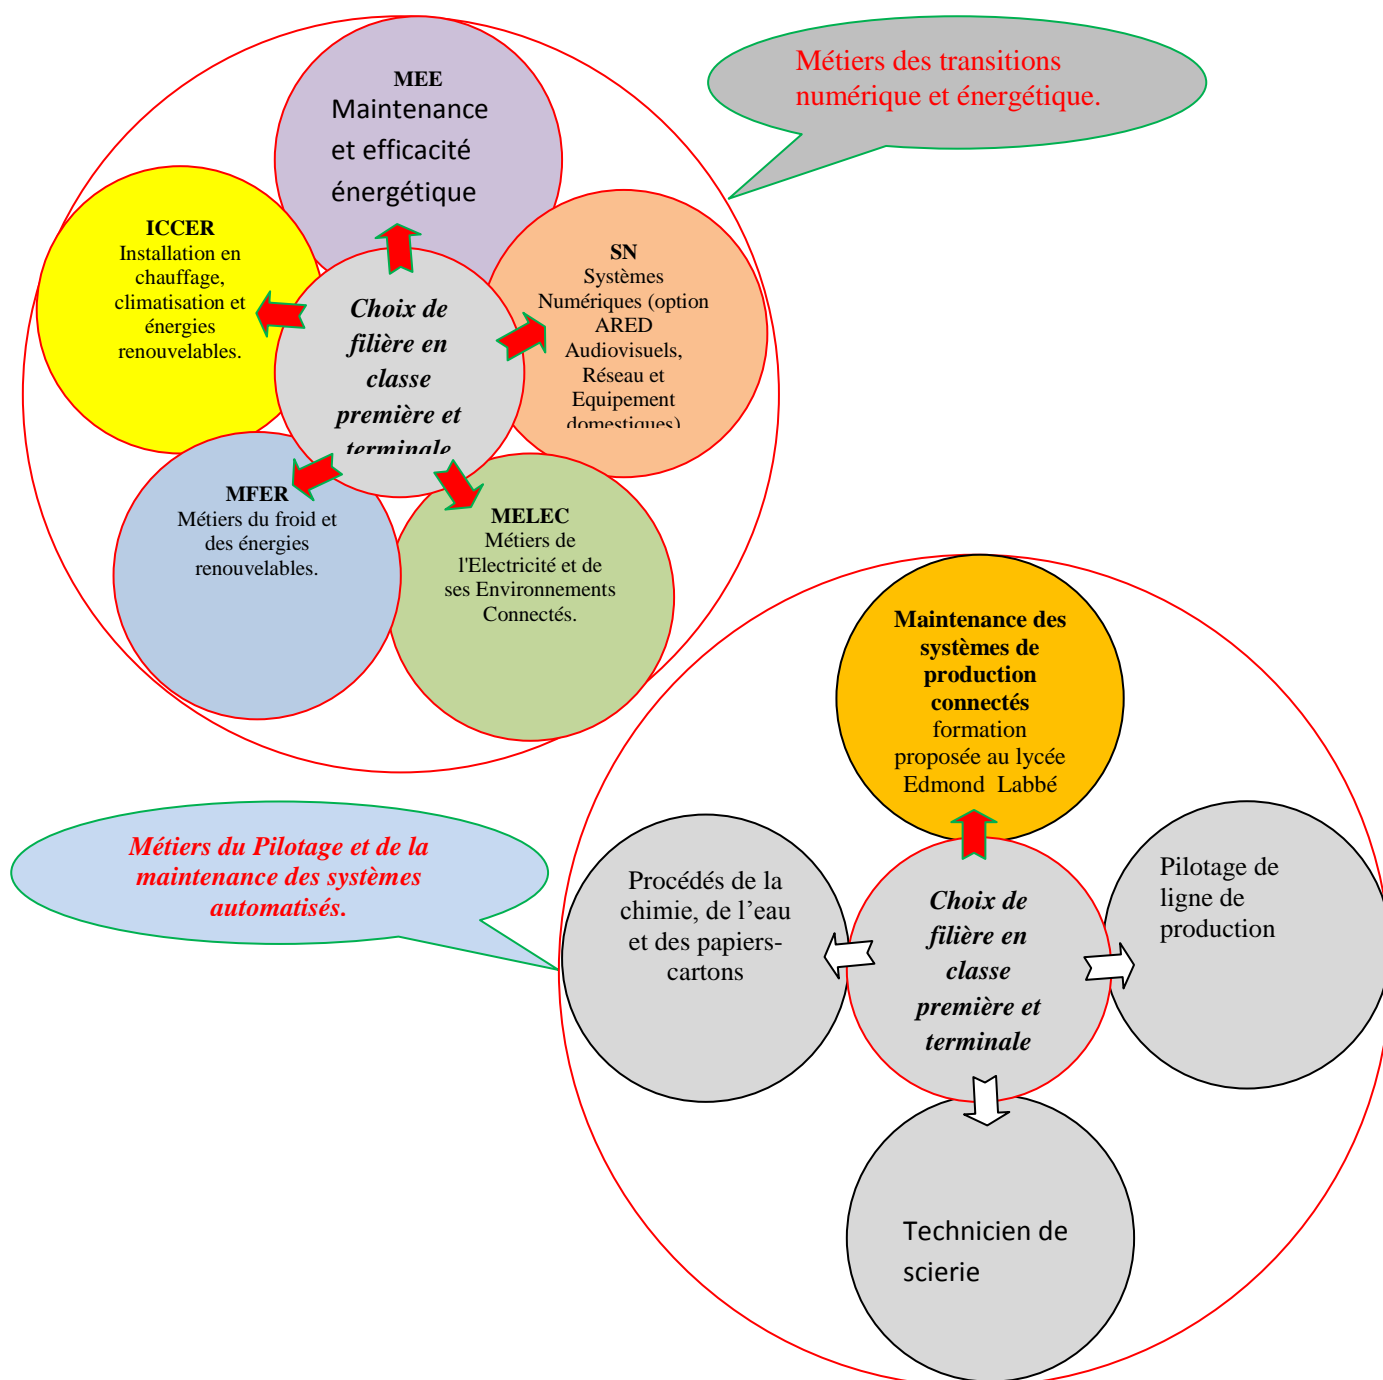 Métiers des transitions
numérique et énergétique.
MEE
Maintenance
et efficacité
énergétique
ICCER
Installation en
chauffage,
climatisation et
énergies
renouvelables.
SN
Systèmes
Numériques (option
ARED
Audiovisuels,
Réseau et
Equipement
domestiques)
Choix de
filière en
classe
première et
terminale
MFER
Métiers du froid et
des énergies
renouvelables.
MELEC
Métiers de
l'Electricité et de
ses Environnements
Connectés.
Maintenance des
systèmes de
production
connectés
formation
proposée au lycée
Edmond Labbé
Métiers du Pilotage et de la
maintenance des systèmes
automatisés.
Procédés de la
chimie, de l’eau
et des papiers-
cartons
Choix de
filière en
classe
première et
terminale
Pilotage de
ligne de
production
Technicien de
scierie